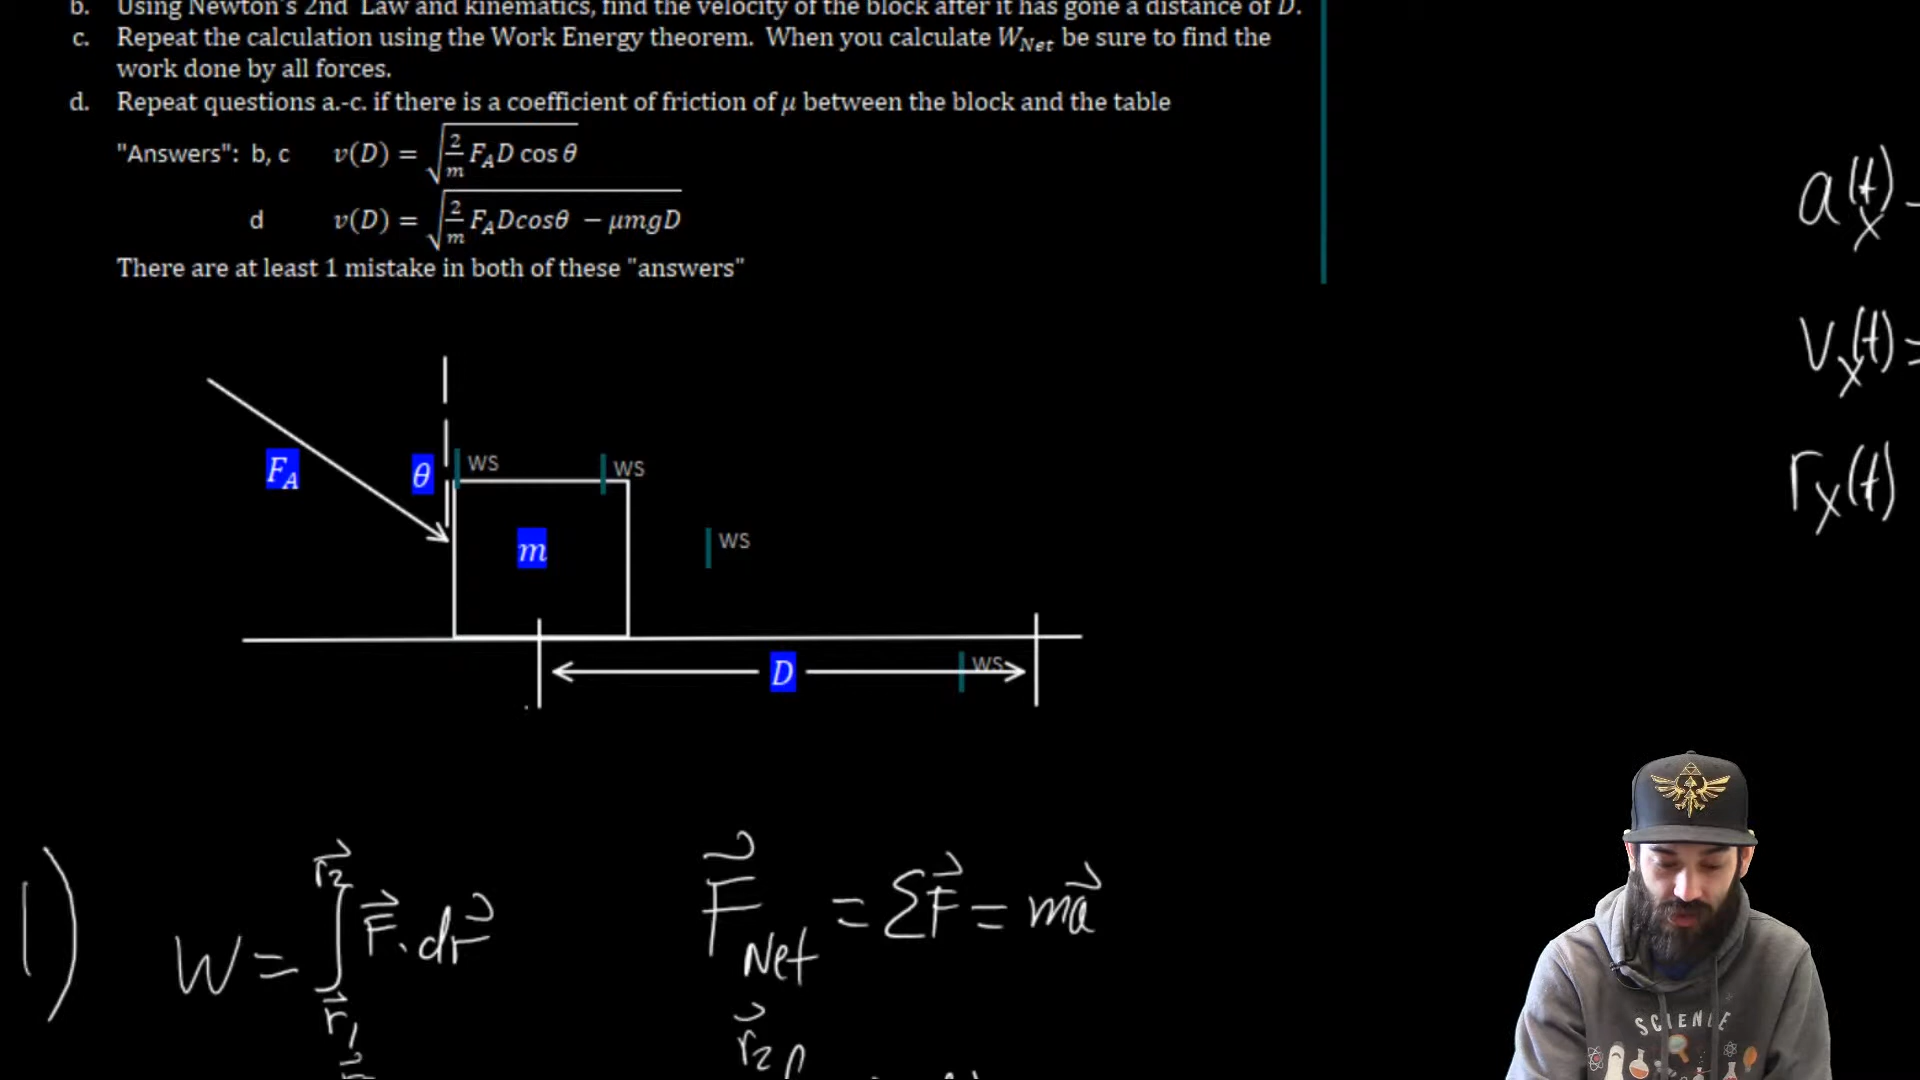 b. Using Newton's 2nd Law and kinematics, find the velocity of the block after it has gone a distance of D.
c. Repeat the calculation using the Work Energy theorem. When you calculate W_Net be sure to find the
work done by all forces.
d. Repeat questions a.-c. if there is a coefficient of friction of μ between the block and the table
"Answers": b, c v(D) = √(2/m F_A D cos θ)
d v(D) = √(2/m F_A Dcosθ − μmgD)
There are at least 1 mistake in both of these "answers"
a_x(t) -
v_x(t) =
r_x(t)
F_A
θ
ws
ws
m
ws
D
ws
1)
W = ∫_{r⃗₁}^{r⃗₂} F⃗ · dr⃗
F⃗_Net = ΣF⃗ = ma⃗
r⃗₂
SCIENCE